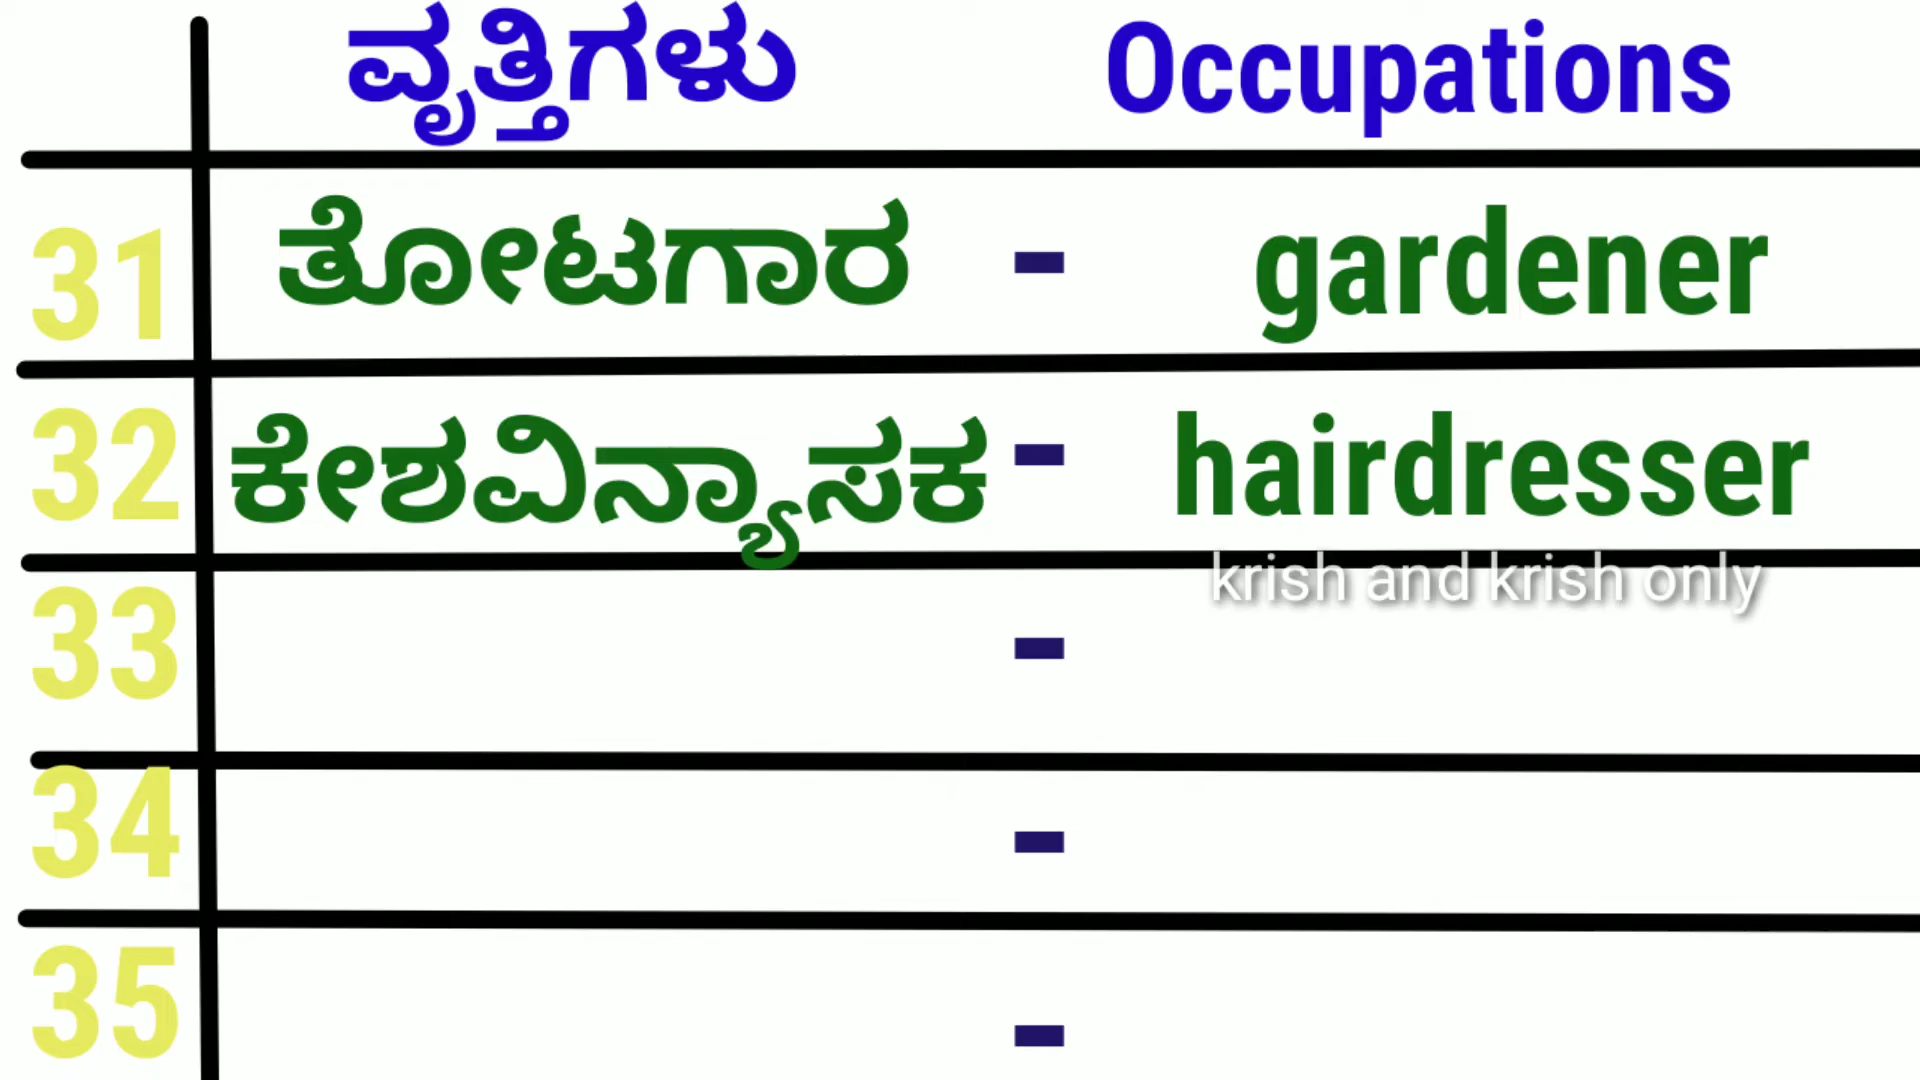 ವೃತ್ತಿಗಳು Occupations
31 ತೋಟಗಾರ - gardener
32 ಕೇಶವಿನ್ಯಾಸಕ - hairdresser
krish and krish only
33 -
34 -
35 -